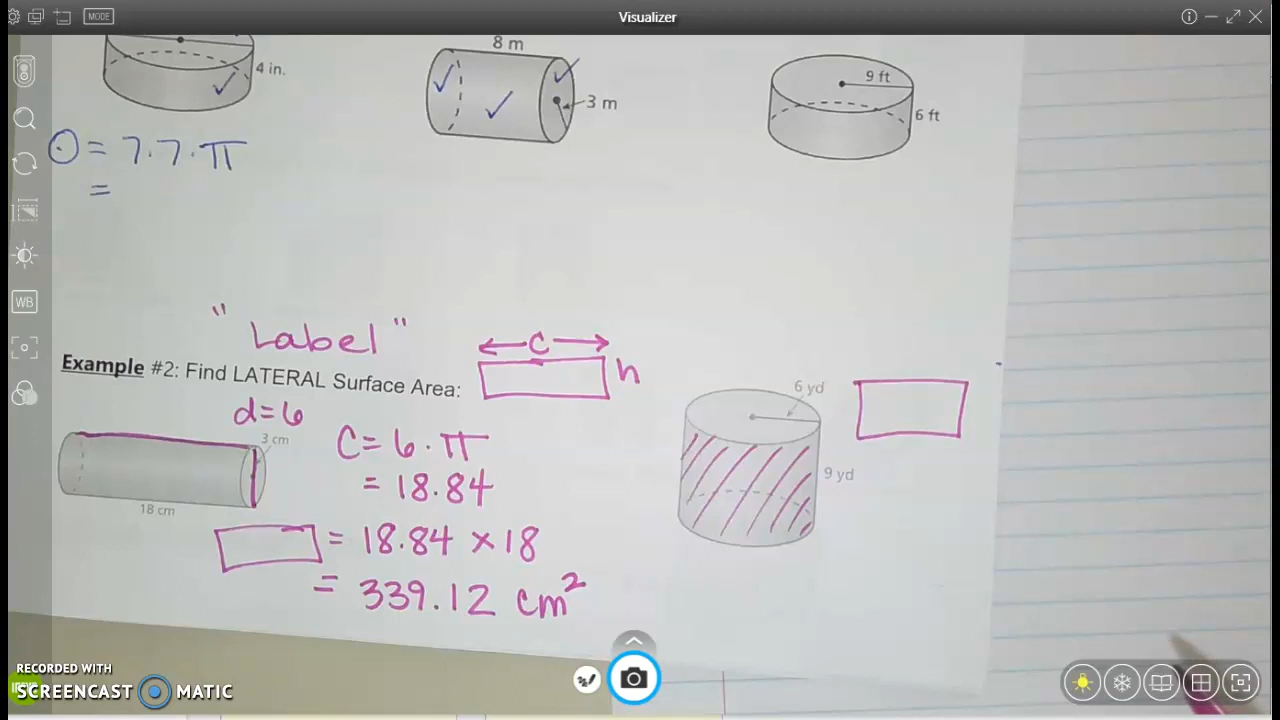 MODE
Visualizer
8 m
4 in.
3 m
9 ft
6 ft
⊙ = 7·7·π
=
"Label"
← C →
h
Example #2: Find LATERAL Surface Area:
d=6
3 cm
18 cm
C = 6·π
= 18.84
= 18.84 × 18
= 339.12 cm²
6 yd
9 yd
WB
RECORDED WITH
SCREENCAST MATIC